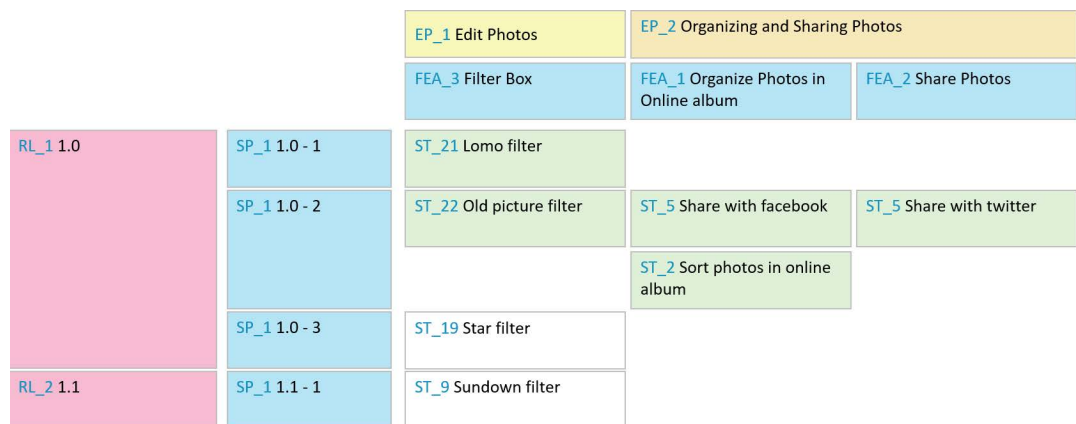 EP_1 Edit Photos
EP_2 Organizing and Sharing Photos
FEA_3 Filter Box
FEA_1 Organize Photos in
Online album
FEA_2 Share Photos
RL_1 1.0
SP_1 1.0 - 1
ST_21 Lomo filter
SP_1 1.0 - 2
ST_22 Old picture filter
ST_5 Share with facebook
ST_5 Share with twitter
ST_2 Sort photos in online
album
SP_1 1.0 - 3
ST_19 Star filter
RL_2 1.1
SP_1 1.1 - 1
ST_9 Sundown filter